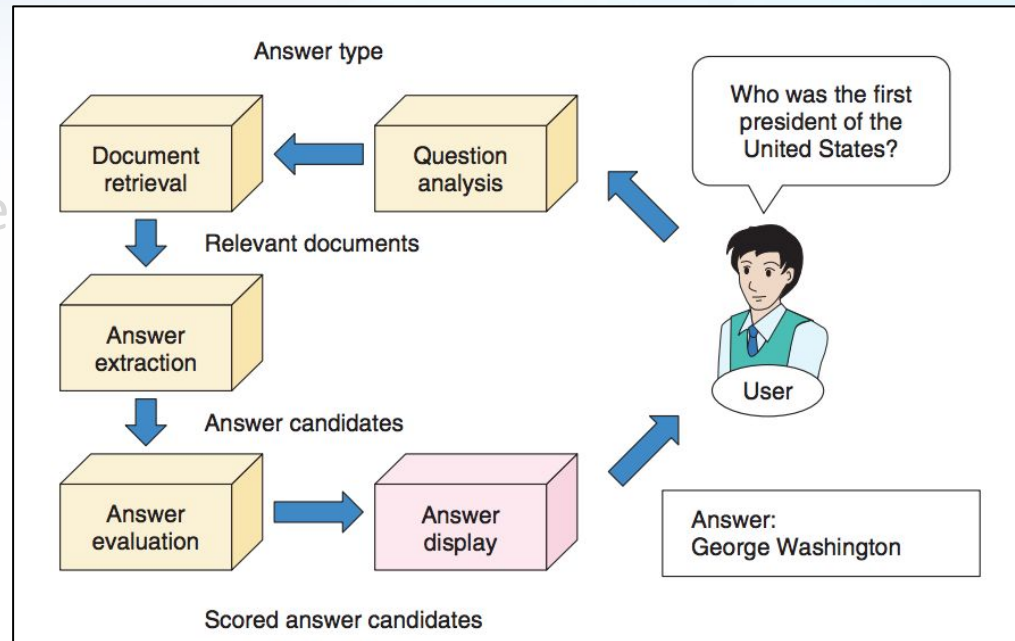 Answer type
Who was the first
president of the
United States?
Document
retrieval
Question
analysis
Relevant documents
Answer
extraction
User
Answer candidates
Answer
evaluation
Answer
display
Answer:
George Washington
Scored answer candidates